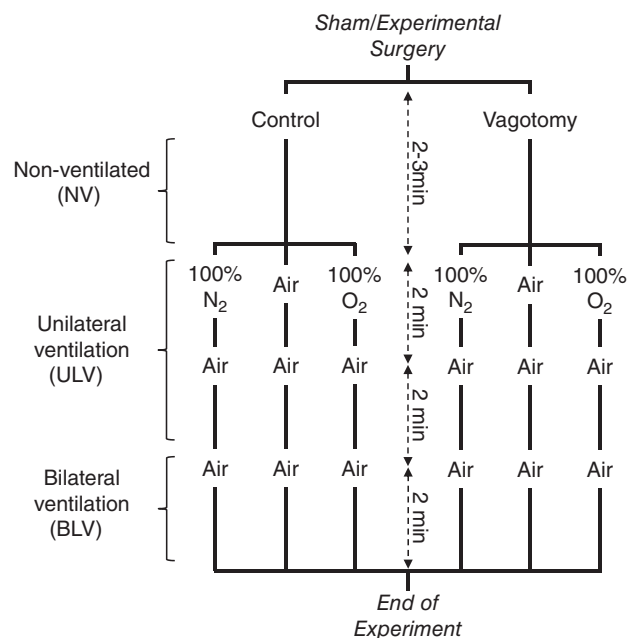 Sham/Experimental
Surgery
Control
Vagotomy
2-3min
Non-ventilated
(NV)
100%
N₂
Air
100%
O₂
2 min
100%
N₂
Air
100%
O₂
Unilateral
ventilation
(ULV)
Air Air Air Air Air Air
2 min
Bilateral
ventilation
(BLV)
Air Air Air Air Air Air
2 min
End of
Experiment